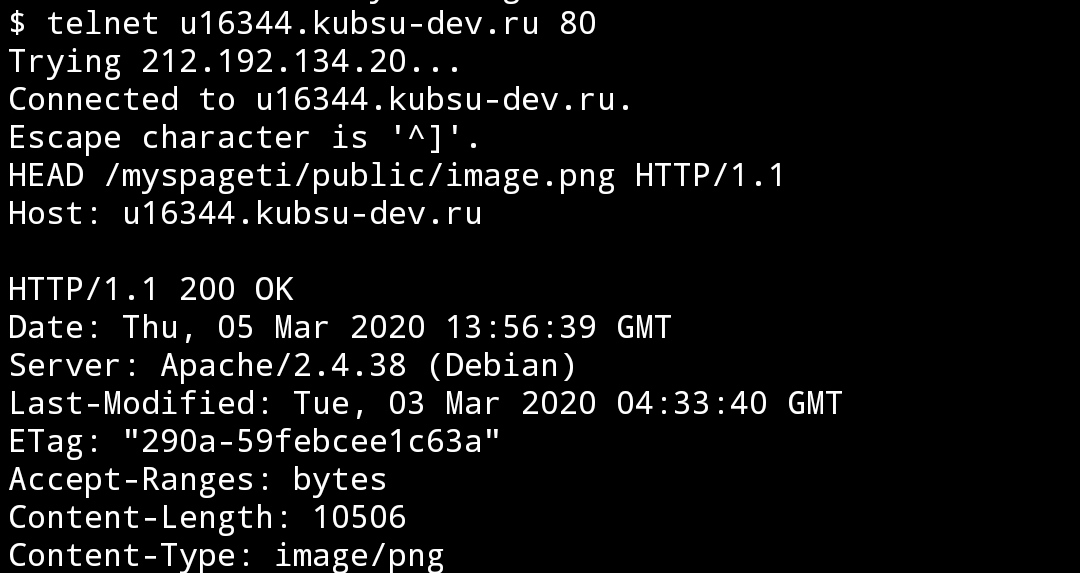 $ telnet u16344.kubsu-dev.ru 80
Trying 212.192.134.20...
Connected to u16344.kubsu-dev.ru.
Escape character is '^]'.
HEAD /myspageti/public/image.png HTTP/1.1
Host: u16344.kubsu-dev.ru
HTTP/1.1 200 OK
Date: Thu, 05 Mar 2020 13:56:39 GMT
Server: Apache/2.4.38 (Debian)
Last-Modified: Tue, 03 Mar 2020 04:33:40 GMT
ETag: "290a-59febcee1c63a"
Accept-Ranges: bytes
Content-Length: 10506
Content-Type: image/png